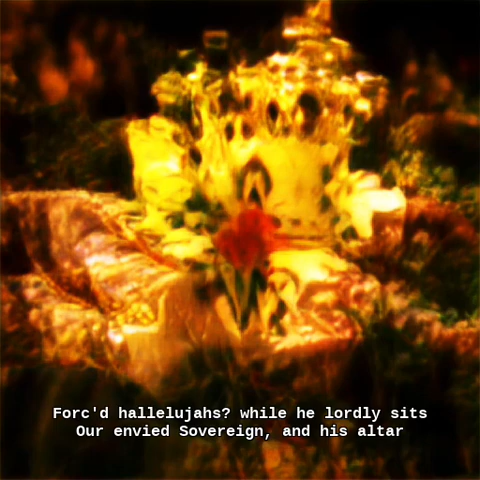 Forc'd hallelujahs? while he lordly sits
Our envied Sovereign, and his altar